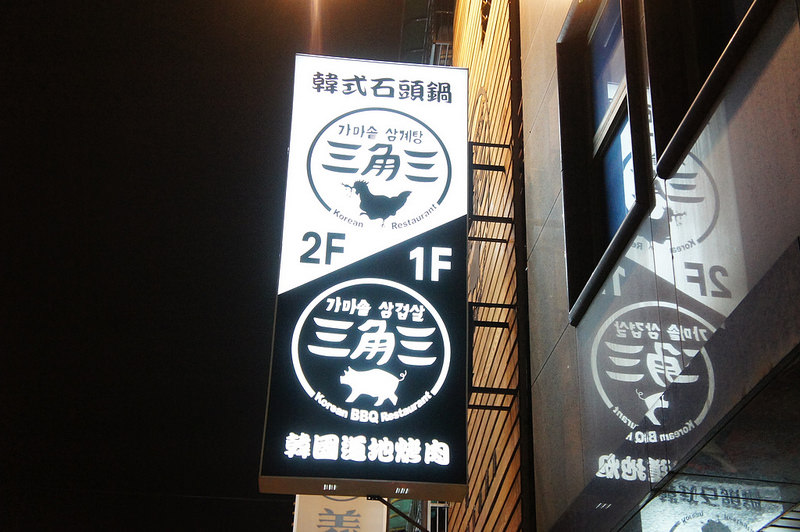 韓式石頭鍋
가마솥 삼계탕
三角三
Korean Restaurant
2F
1F
가마솥 삼겹살
三角三
Korean BBQ Restaurant
韓國道地烤肉
義